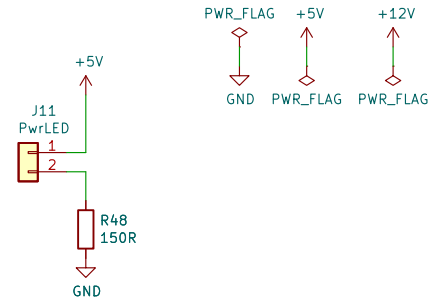 PWR_FLAG
+5V
+12V
GND
PWR_FLAG
PWR_FLAG
+5V
J11
PwrLED
1
2
R48
150R
GND